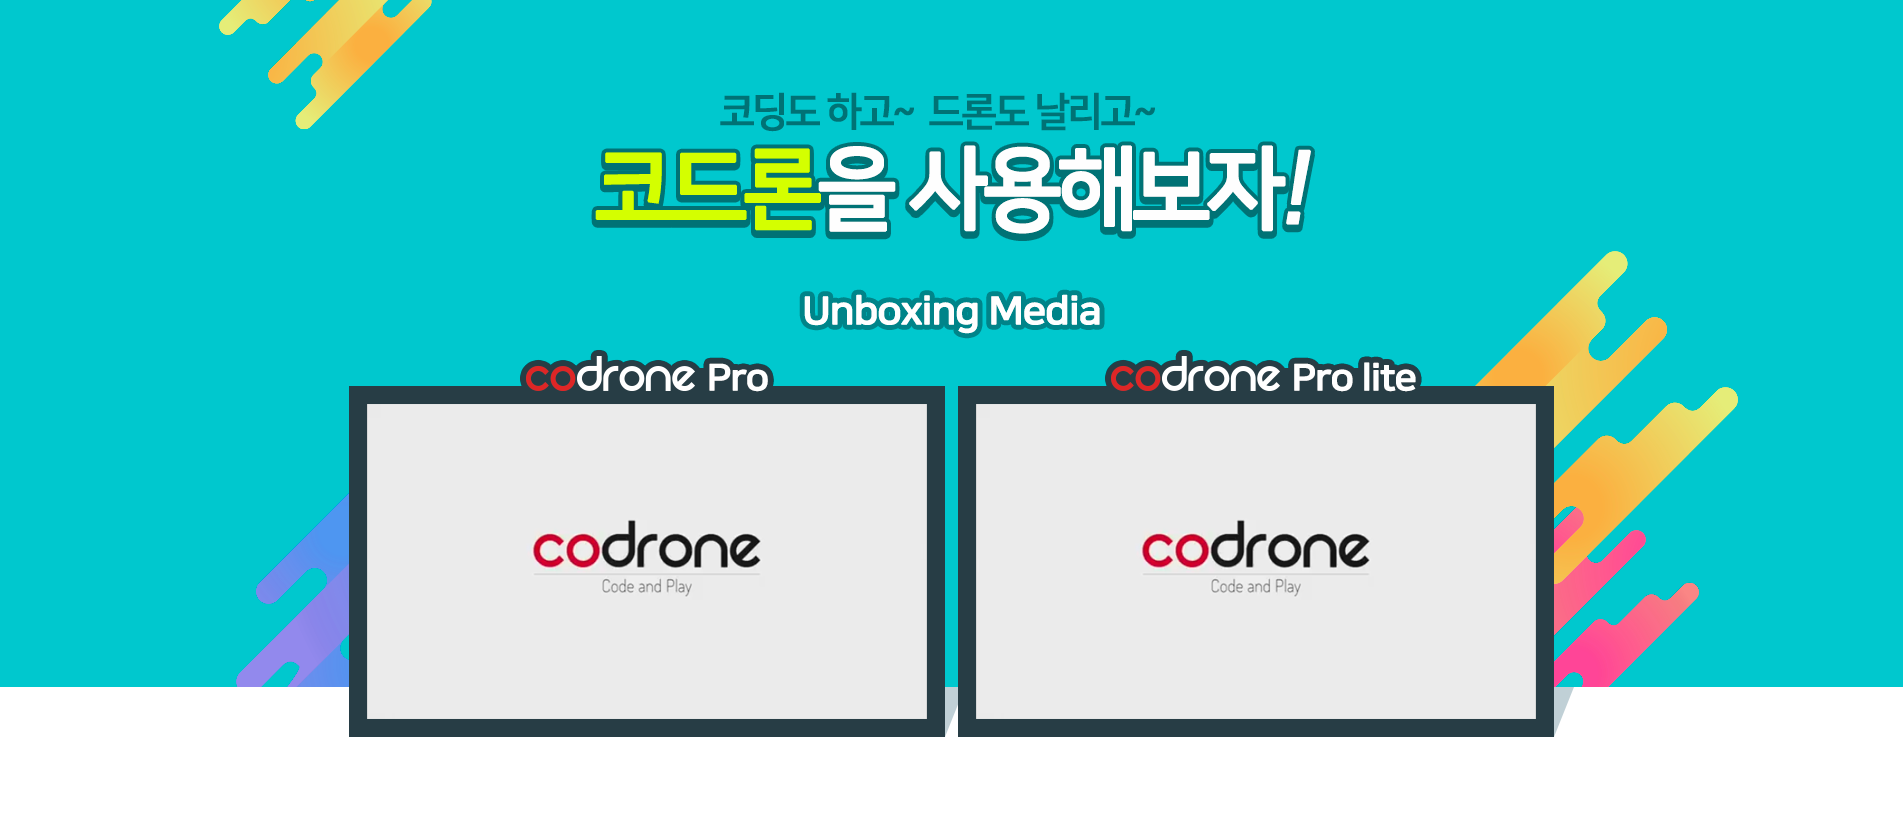 코딩도 하고~ 드론도 날리고~
코드론을 사용해보자!
Unboxing Media
codrone Pro
codrone Pro lite
codrone
Code and Play
codrone
Code and Play